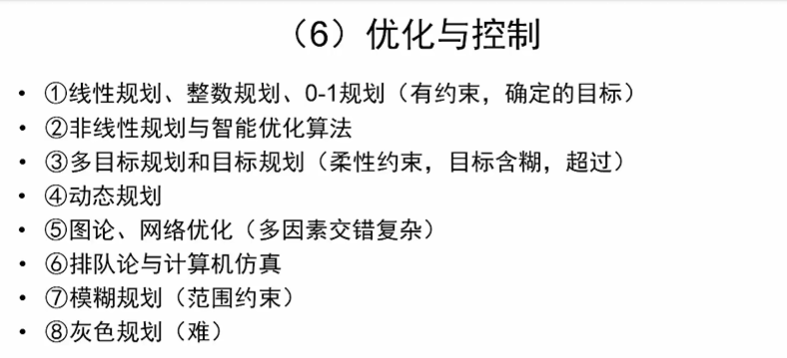 （6）优化与控制
• ①线性规划、整数规划、0-1规划（有约束，确定的目标）
• ②非线性规划与智能优化算法
• ③多目标规划和目标规划（柔性约束，目标含糊，超过）
• ④动态规划
• ⑤图论、网络优化（多因素交错复杂）
• ⑥排队论与计算机仿真
• ⑦模糊规划（范围约束）
• ⑧灰色规划（难）